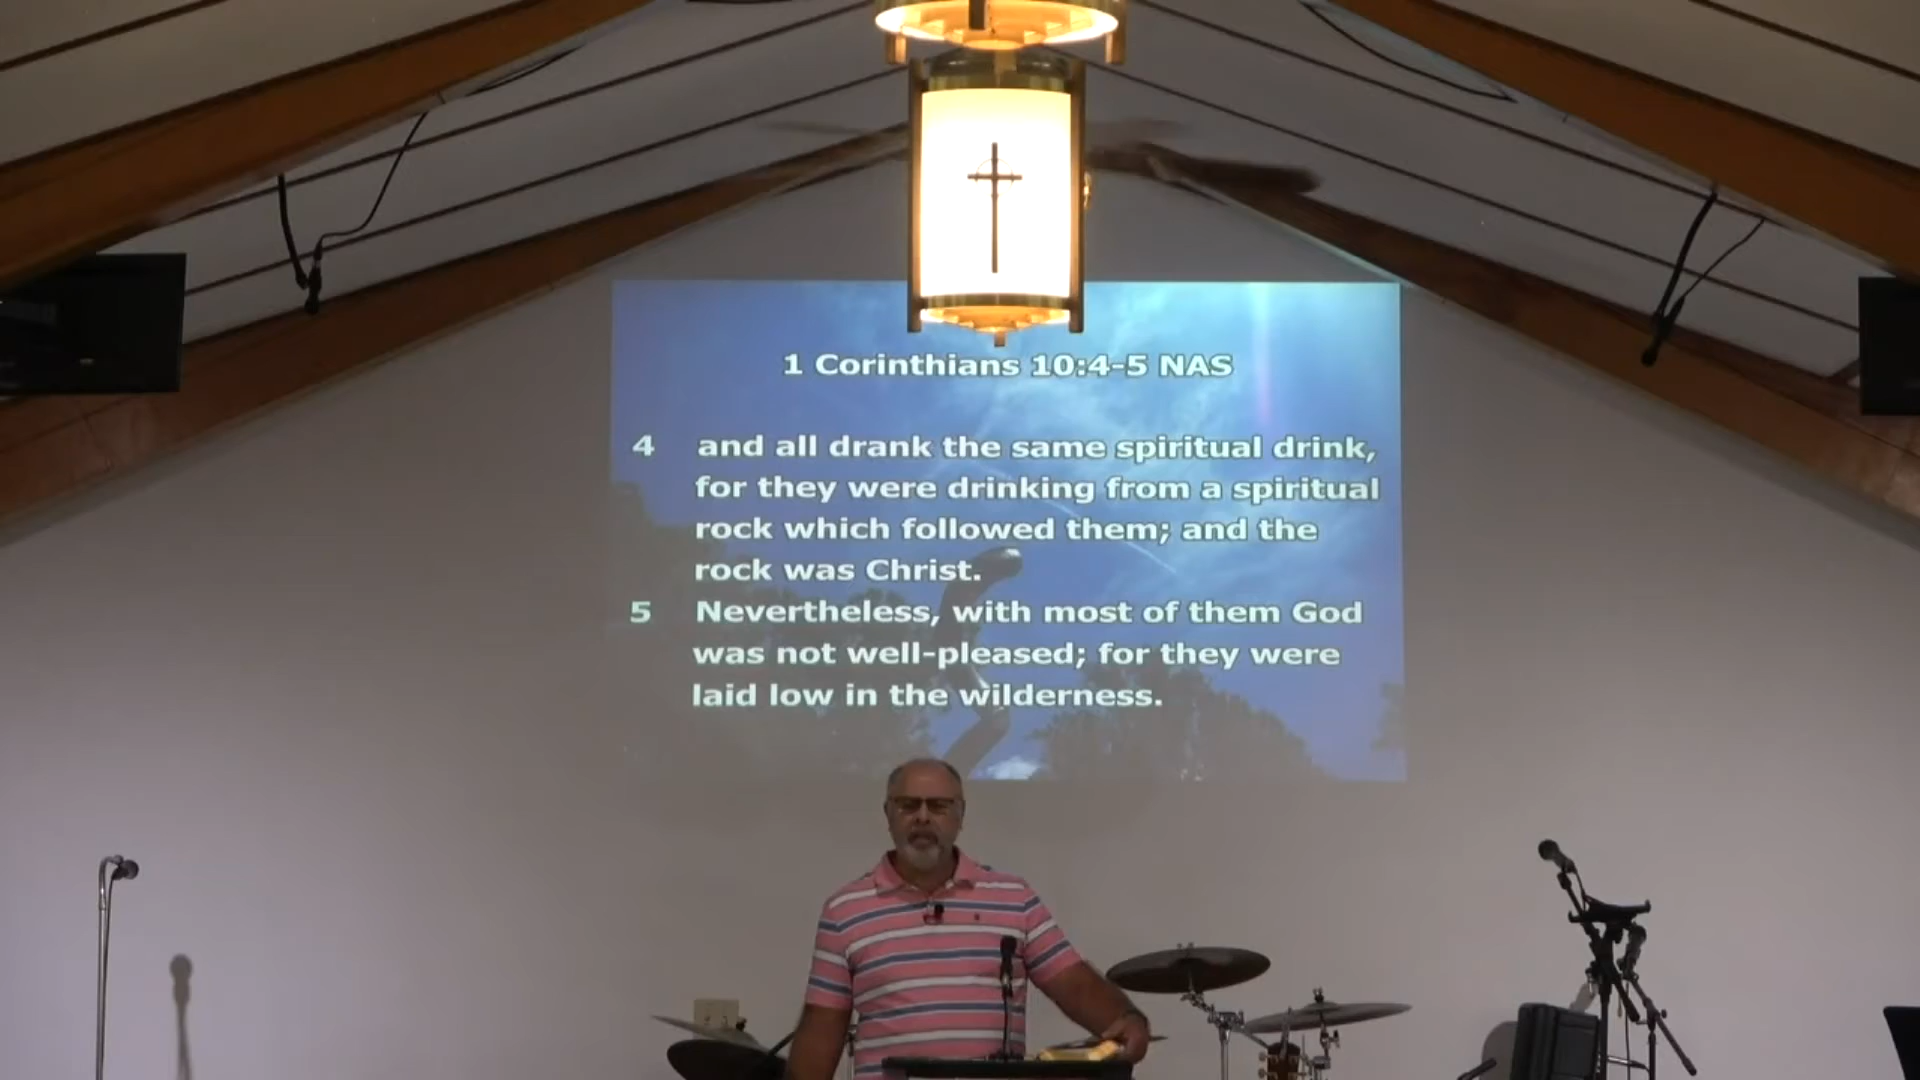 1 Corinthians 10:4-5 NAS
4 and all drank the same spiritual drink,
for they were drinking from a spiritual
rock which followed them; and the
rock was Christ.
5 Nevertheless, with most of them God
was not well-pleased; for they were
laid low in the wilderness.